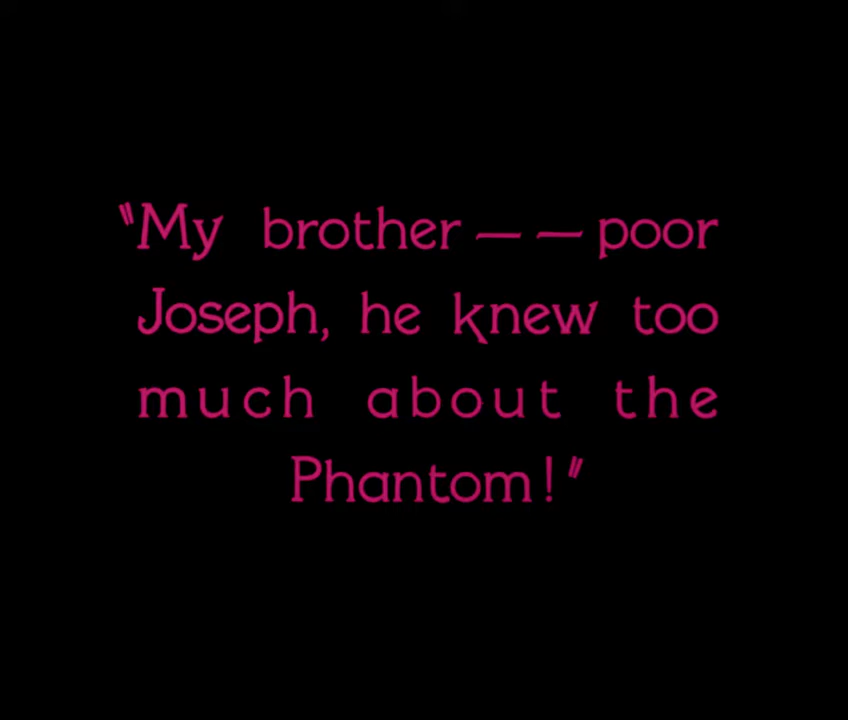 "My brother — — poor
Joseph, he knew too
much about the
Phantom!"